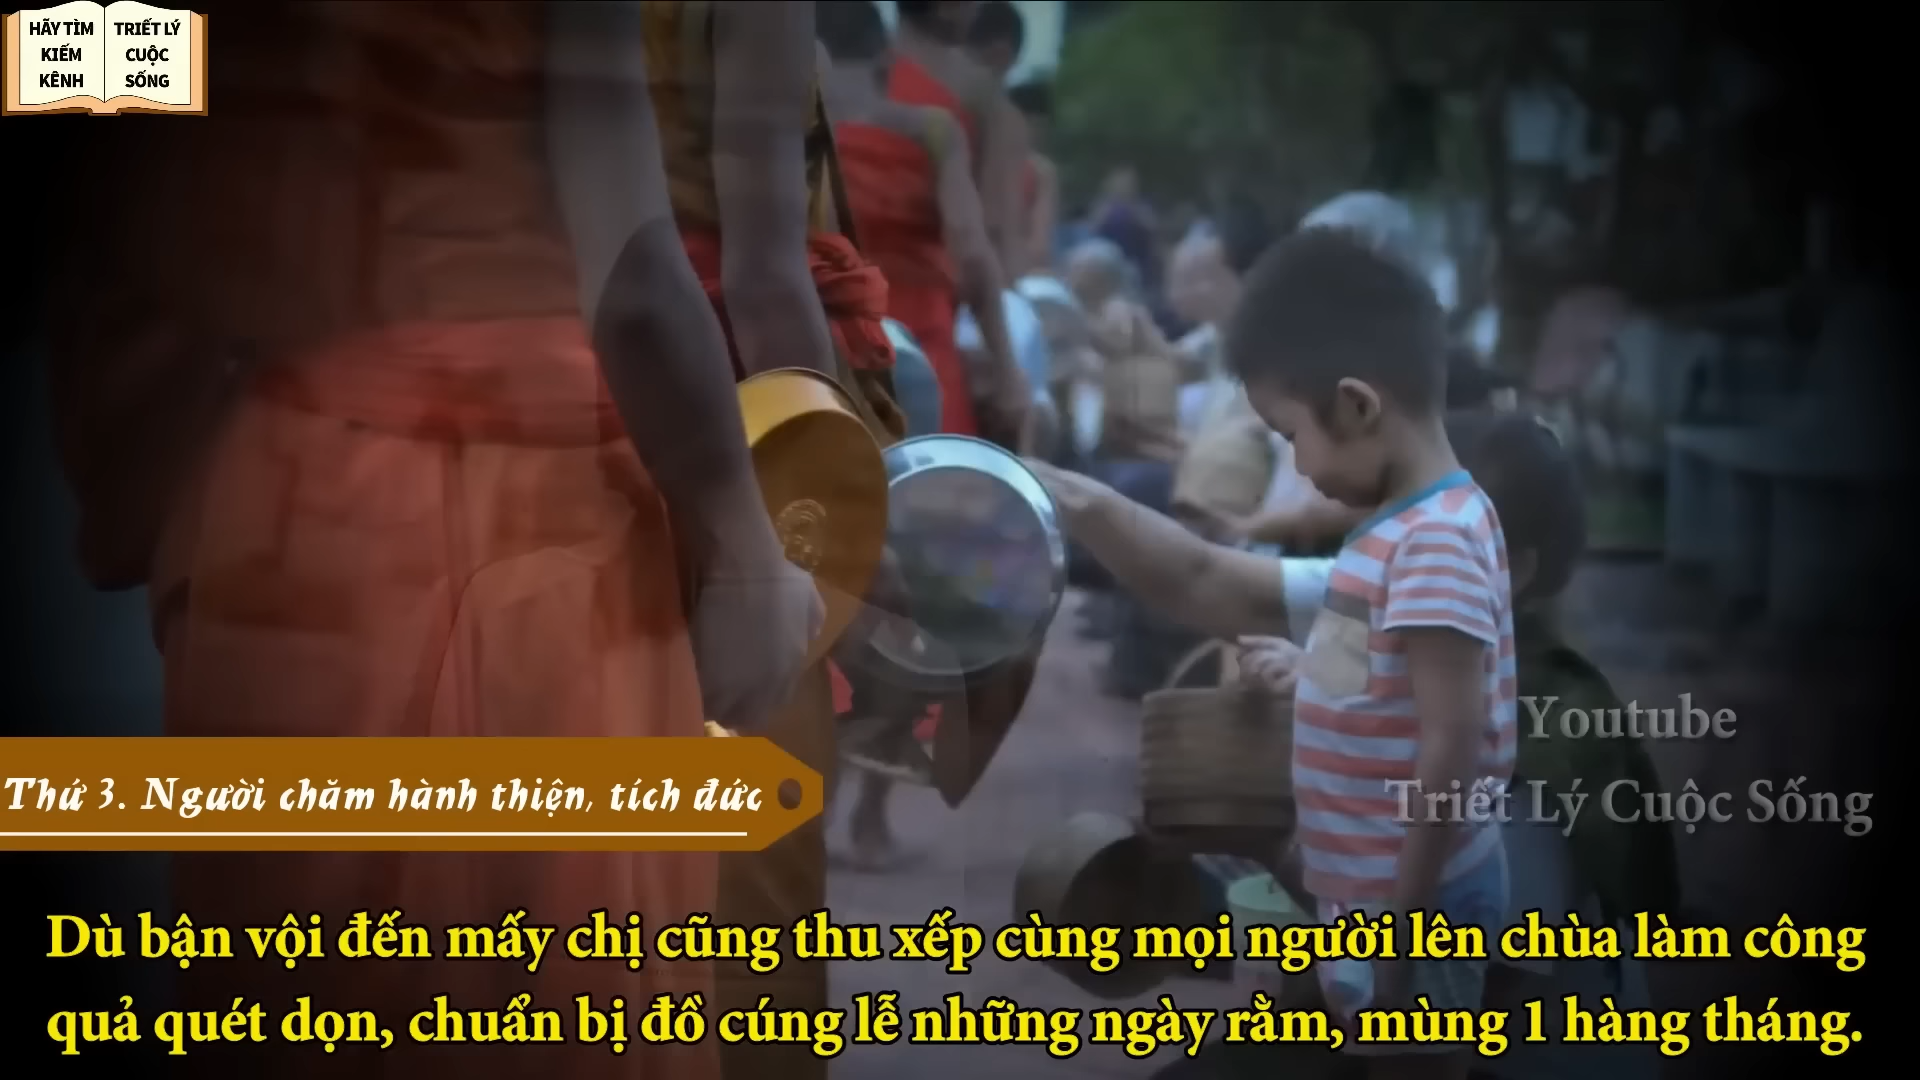 HÃY TÌM
KIẾM
KÊNH
TRIẾT LÝ
CUỘC
SỐNG
Youtube
Triết Lý Cuộc Sống
Thứ 3. Người chăm hành thiện, tích đức
Dù bận vội đến mấy chị cũng thu xếp cùng mọi người lên chùa làm công
quả quét dọn, chuẩn bị đồ cúng lễ những ngày rằm, mùng 1 hàng tháng.